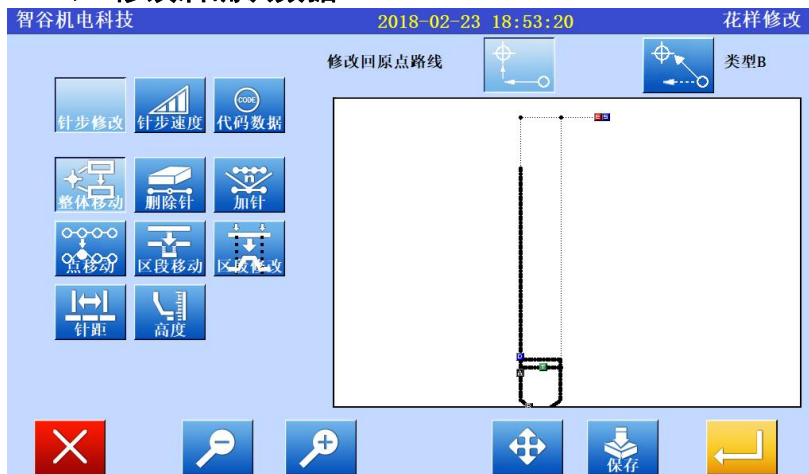 智谷机电科技 2018-02-23 18:53:20 花样修改
修改回原点路线 类型B
针步修改 针步速度 CODE 代码数据
整体移动 删除针 n 加针
点移动 区段移动 区段修改
针距 高度
E S
保存